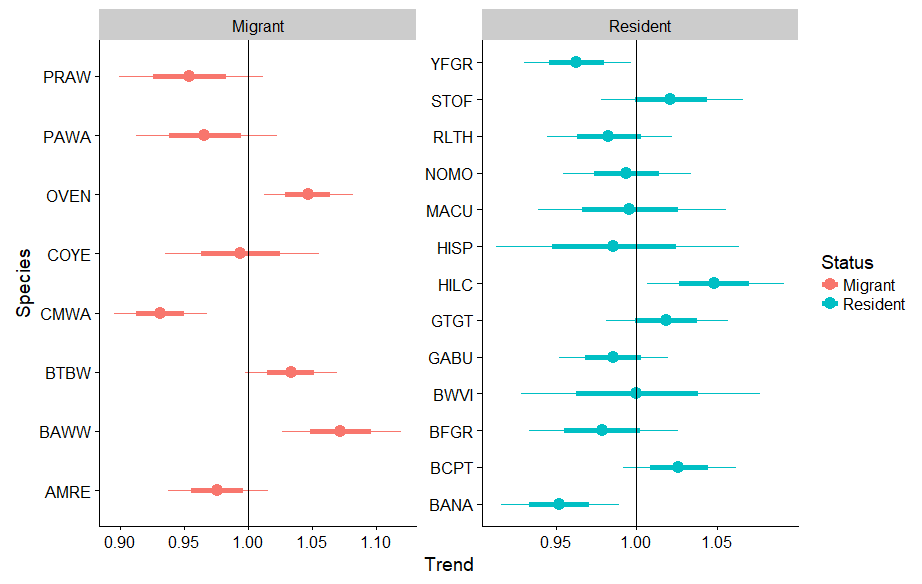 Migrant
Resident
Species
PRAW
PAWA
OVEN
COYE
CMWA
BTBW
BAWW
AMRE
0.90 0.95 1.00 1.05 1.10
YFGR
STOF
RLTH
NOMO
MACU
HISP
HILC
GTGT
GABU
BWVI
BFGR
BCPT
BANA
0.95 1.00 1.05
Trend
Status
Migrant
Resident